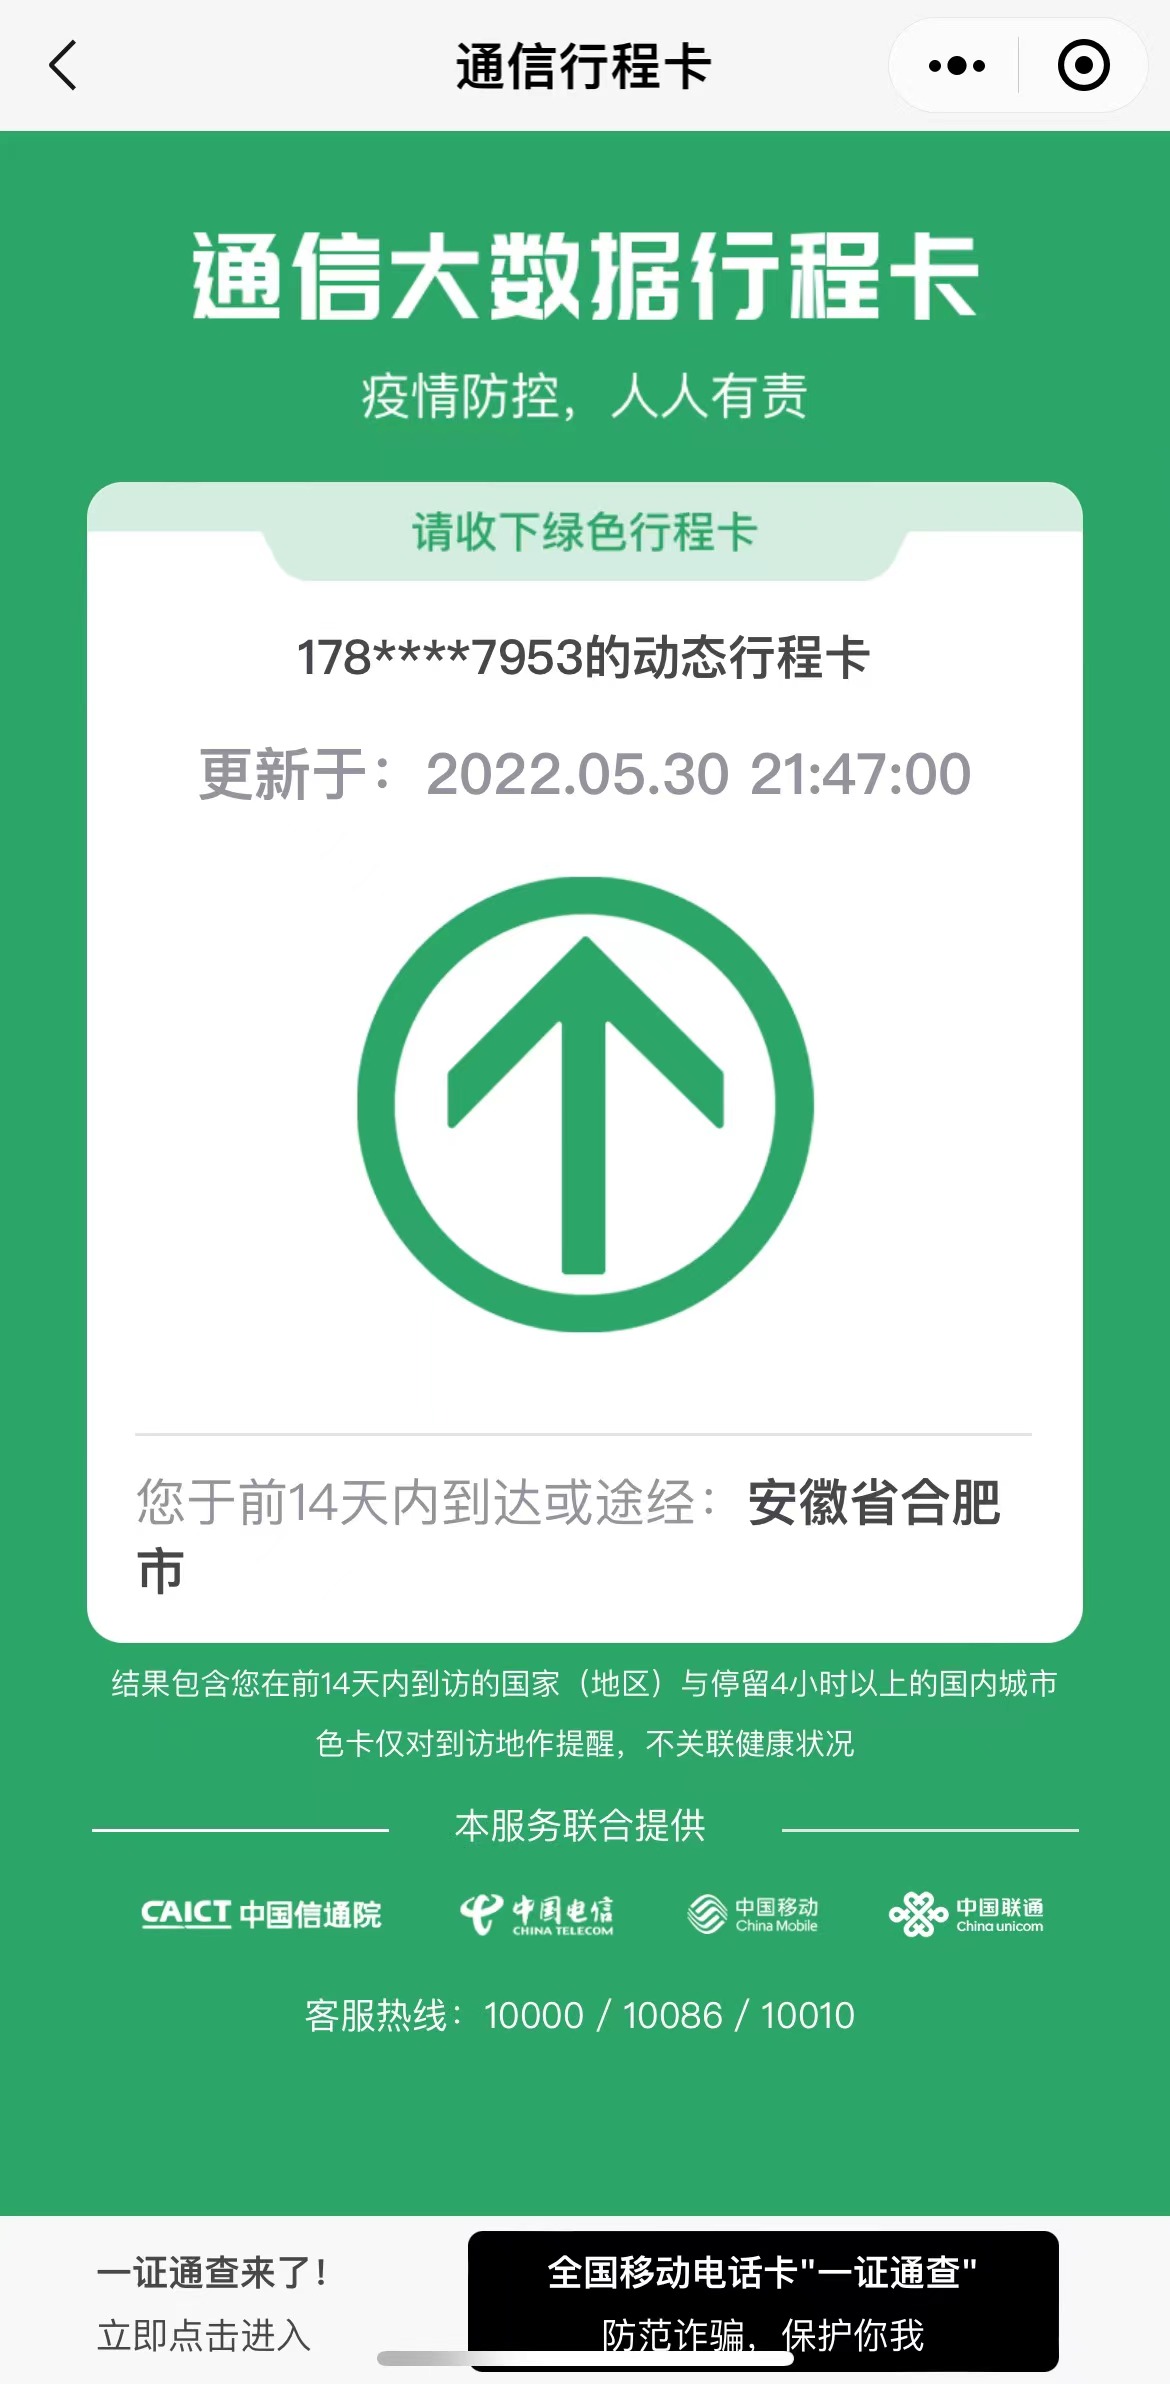 通信行程卡
通信大数据行程卡
疫情防控，人人有责
请收下绿色行程卡
178****7953的动态行程卡
更新于：2022.05.30 21:47:00
您于前14天内到达或途经：安徽省合肥
市
结果包含您在前14天内到访的国家（地区）与停留4小时以上的国内城市
色卡仅对到访地作提醒，不关联健康状况
本服务联合提供
CAICT 中国信通院 中国电信 CHINA TELECOM 中国移动 China Mobile 中国联通 China unicom
客服热线：10000 / 10086 / 10010
一证通查来了！
立即点击进入
全国移动电话卡"一证通查"
防范诈骗，保护你我